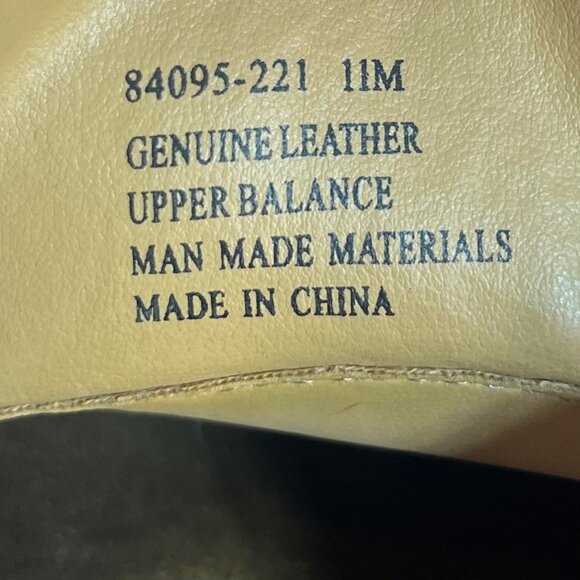 84095-221 11M
GENUINE LEATHER
UPPER BALANCE
MAN MADE MATERIALS
MADE IN CHINA